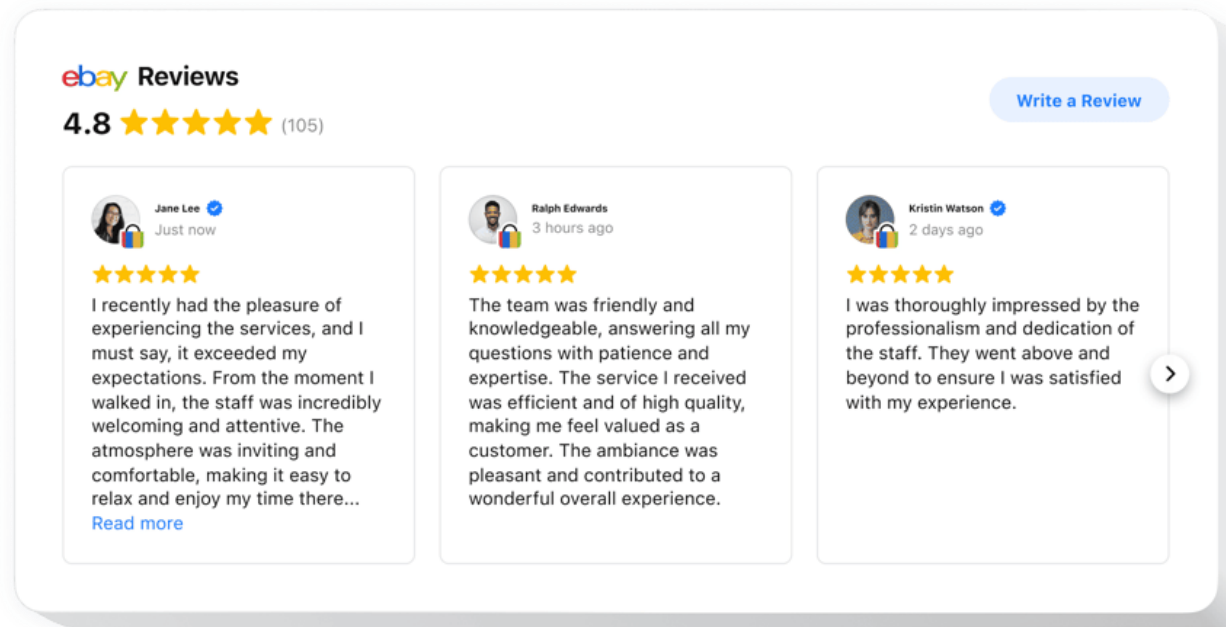 ebay Reviews
4.8 (105)
Write a Review
Jane Lee
Just now
I recently had the pleasure of
experiencing the services, and I
must say, it exceeded my
expectations. From the moment I
walked in, the staff was incredibly
welcoming and attentive. The
atmosphere was inviting and
comfortable, making it easy to
relax and enjoy my time there...
Read more
Ralph Edwards
3 hours ago
The team was friendly and
knowledgeable, answering all my
questions with patience and
expertise. The service I received
was efficient and of high quality,
making me feel valued as a
customer. The ambiance was
pleasant and contributed to a
wonderful overall experience.
Kristin Watson
2 days ago
I was thoroughly impressed by the
professionalism and dedication of
the staff. They went above and
beyond to ensure I was satisfied
with my experience.